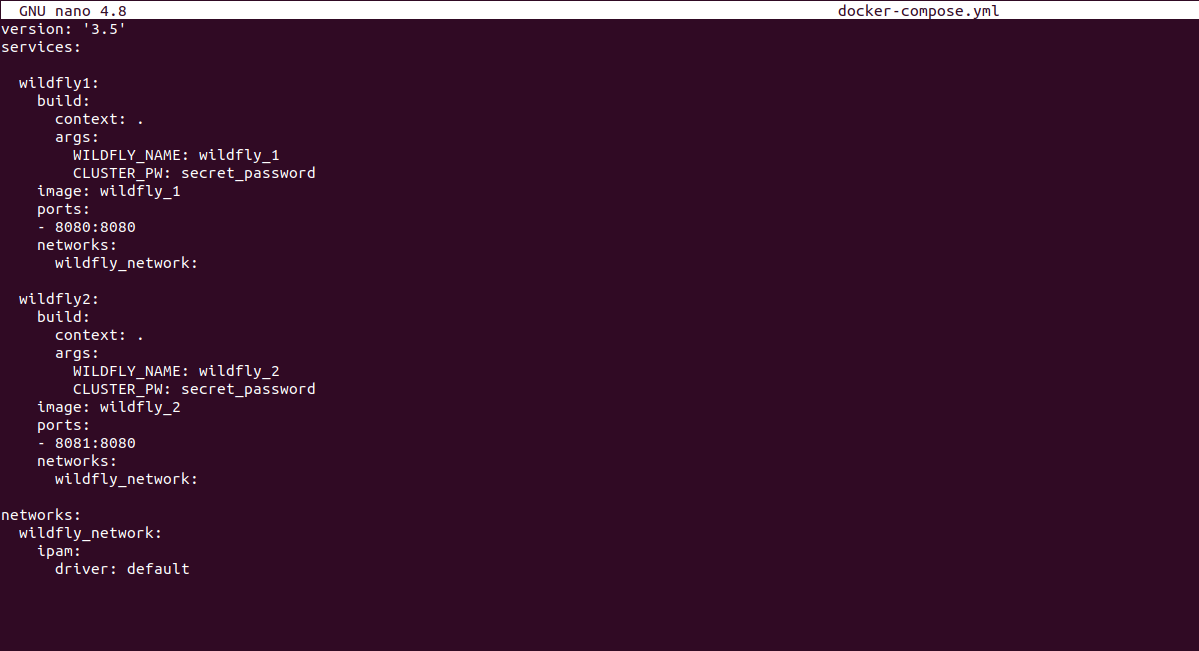 GNU nano 4.8 docker-compose.yml
version: '3.5'
services:

  wildfly1:
    build:
      context: .
      args:
        WILDFLY_NAME: wildfly_1
        CLUSTER_PW: secret_password
    image: wildfly_1
    ports:
    - 8080:8080
    networks:
      wildfly_network:

  wildfly2:
    build:
      context: .
      args:
        WILDFLY_NAME: wildfly_2
        CLUSTER_PW: secret_password
    image: wildfly_2
    ports:
    - 8081:8080
    networks:
      wildfly_network:

networks:
  wildfly_network:
    ipam:
      driver: default